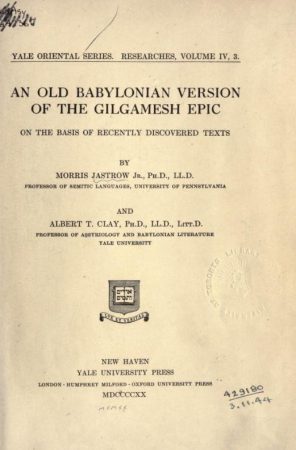 YALE ORIENTAL SERIES. RESEARCHES, VOLUME IV, 3.
AN OLD BABYLONIAN VERSION
OF THE GILGAMESH EPIC
ON THE BASIS OF RECENTLY DISCOVERED TEXTS
BY
MORRIS JASTROW JR., PH.D., LL.D.
PROFESSOR OF SEMITIC LANGUAGES, UNIVERSITY OF PENNSYLVANIA
AND
ALBERT T. CLAY, PH.D., LL.D., LITT.D.
PROFESSOR OF ASSYRIOLOGY AND BABYLONIAN LITERATURE
YALE UNIVERSITY
LUX ET VERITAS
NEW HAVEN
YALE UNIVERSITY PRESS
LONDON · HUMPHREY MILFORD · OXFORD UNIVERSITY PRESS
MDCCCCXX
429180
3.11.44